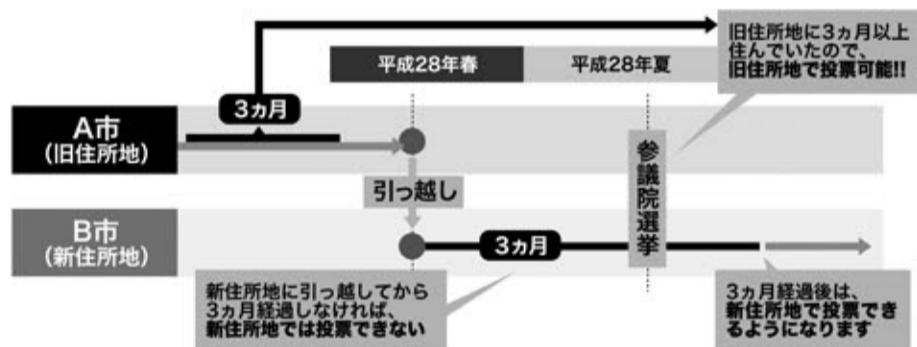 旧住所地に3ヵ月以上
住んでいたので、
旧住所地で投票可能!!
平成28年春
平成28年夏
3ヵ月
A市
(旧住所地)
引っ越し
参議院選挙
B市
(新住所地)
3ヵ月
新住所地に引っ越してから
3ヵ月経過しなければ、
新住所地では投票できない
3ヵ月経過後は、
新住所地で投票でき
るようになります